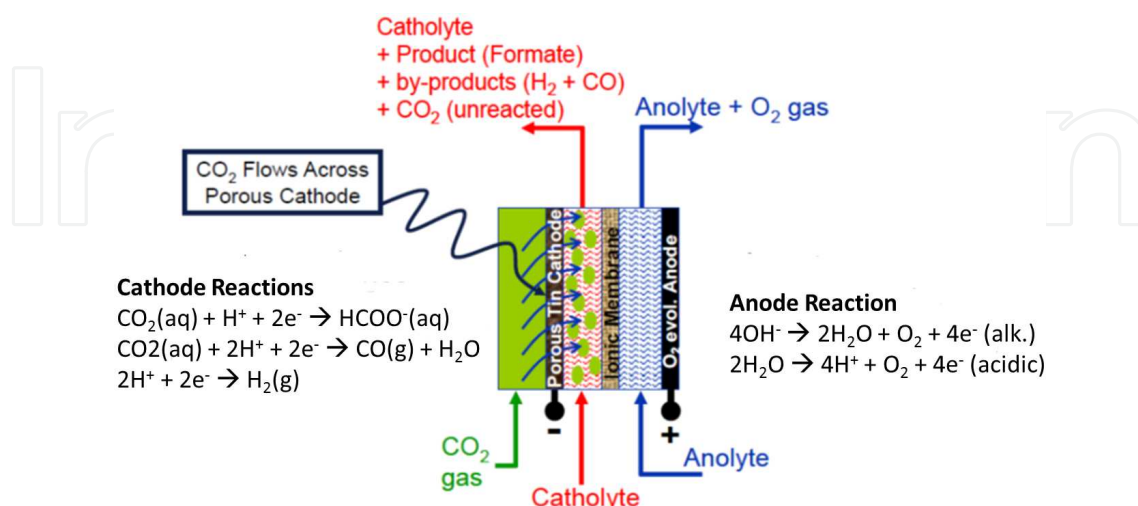 Catholyte
+ Product (Formate)
+ by-products (H₂ + CO)
+ CO₂ (unreacted)
Anolyte + O₂ gas
CO₂ Flows Across
Porous Cathode
Porous Tin Cathode
Ionic Membrane
O₂ evol. Anode
Cathode Reactions
CO₂(aq) + H⁺ + 2e⁻ → HCOO⁻(aq)
CO2(aq) + 2H⁺ + 2e⁻ → CO(g) + H₂O
2H⁺ + 2e⁻ → H₂(g)
Anode Reaction
4OH⁻ → 2H₂O + O₂ + 4e⁻ (alk.)
2H₂O → 4H⁺ + O₂ + 4e⁻ (acidic)
-
+
CO₂
gas
Catholyte
Anolyte